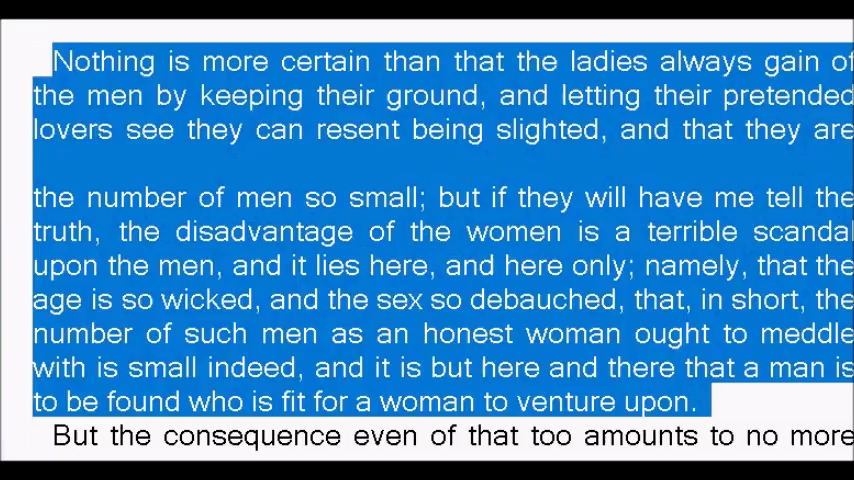 Nothing is more certain than that the ladies always gain of
the men by keeping their ground, and letting their pretended
lovers see they can resent being slighted, and that they are
the number of men so small; but if they will have me tell the
truth, the disadvantage of the women is a terrible scandal
upon the men, and it lies here, and here only; namely, that the
age is so wicked, and the sex so debauched, that, in short, the
number of such men as an honest woman ought to meddle
with is small indeed, and it is but here and there that a man is
to be found who is fit for a woman to venture upon.
But the consequence even of that too amounts to no more